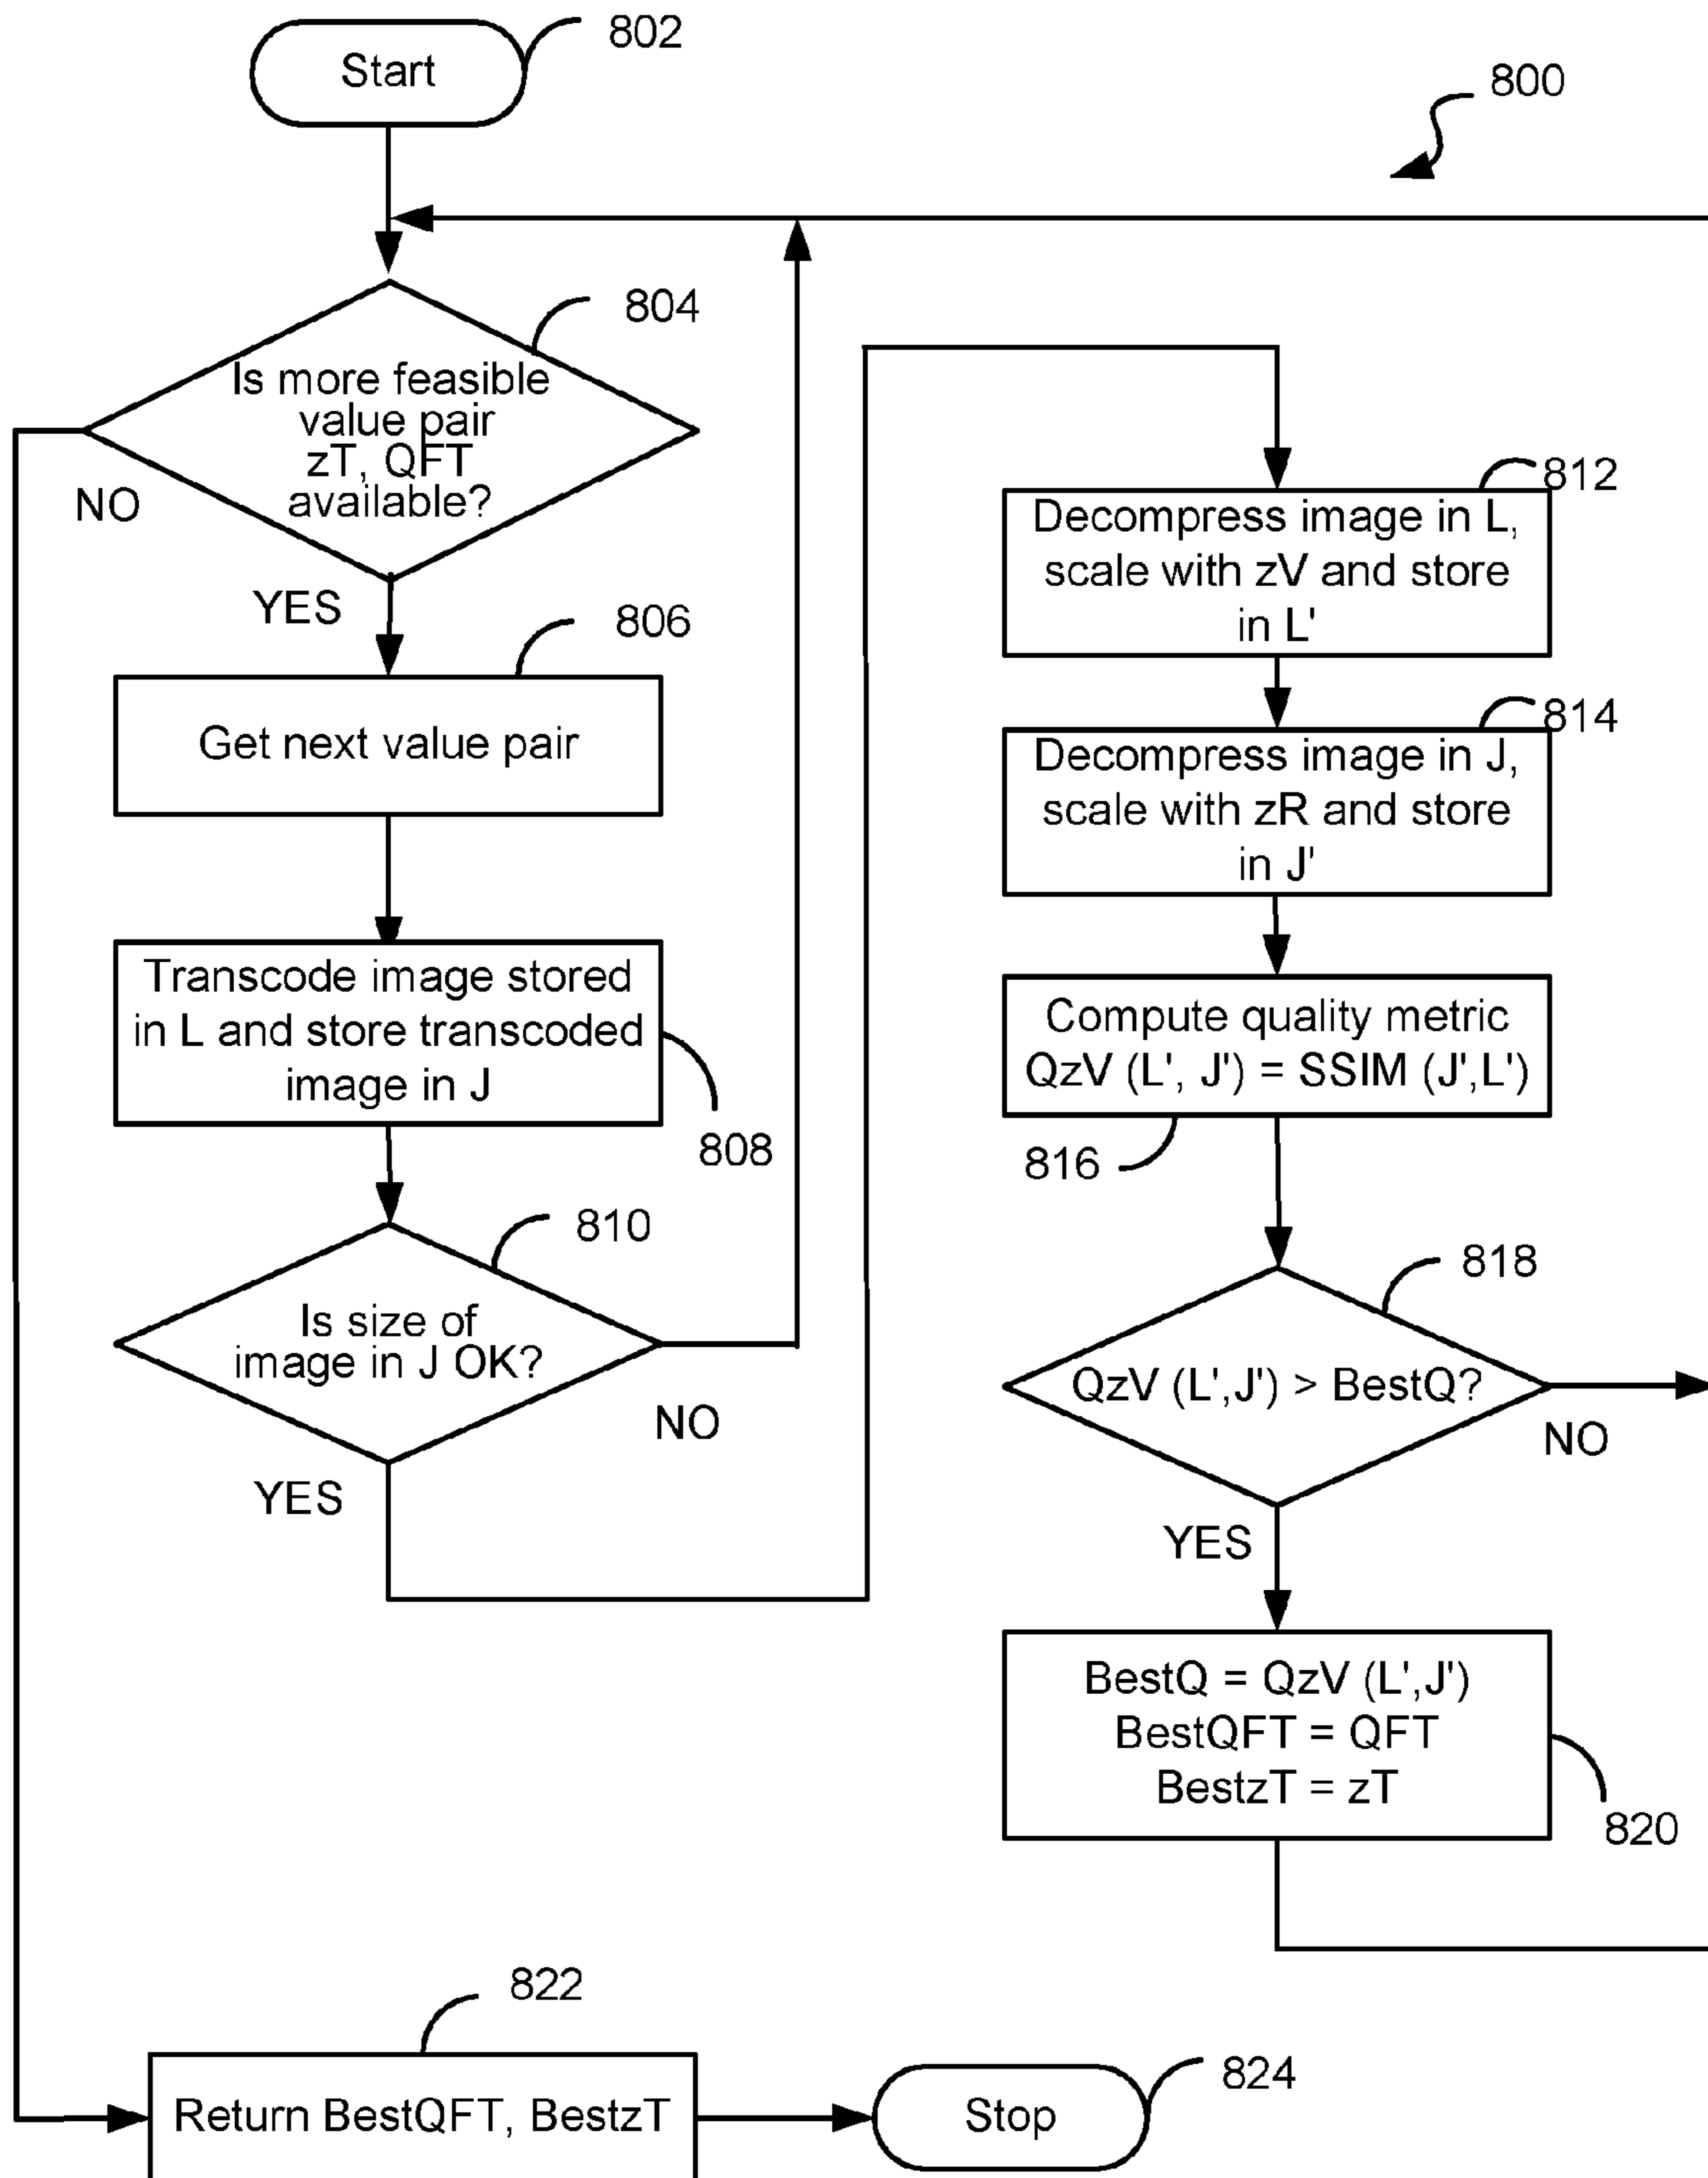 802
Start
800
804
Is more feasible
value pair
zT, QFT
available?
NO
YES
806
Get next value pair
Transcode image stored
in L and store transcoded
image in J
808
810
Is size of
image in J OK?
NO
YES
812
Decompress image in L,
scale with zV and store
in L'
814
Decompress image in J,
scale with zR and store
in J'
Compute quality metric
QzV (L', J') = SSIM (J',L')
816
818
QzV (L',J') > BestQ?
NO
YES
BestQ = QzV (L',J')
BestQFT = QFT
BestzT = zT
820
822
Return BestQFT, BestzT
824
Stop